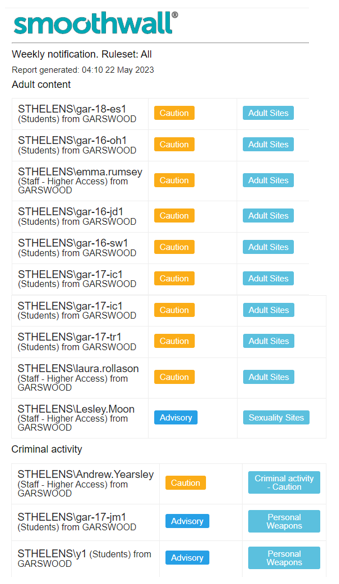 smoothwall®
Weekly notification. Ruleset: All
Report generated: 04:10 22 May 2023
Adult content
STHELENS\gar-18-es1
(Students) from GARSWOOD
Caution
Adult Sites
STHELENS\gar-16-oh1
(Students) from GARSWOOD
Caution
Adult Sites
STHELENS\emma.rumsey
(Staff - Higher Access) from
GARSWOOD
Caution
Adult Sites
STHELENS\gar-16-jd1
(Students) from GARSWOOD
Caution
Adult Sites
STHELENS\gar-16-sw1
(Students) from GARSWOOD
Caution
Adult Sites
STHELENS\gar-17-ic1
(Students) from GARSWOOD
Caution
Adult Sites
STHELENS\gar-17-ic1
(Students) from GARSWOOD
Caution
Adult Sites
STHELENS\gar-17-tr1
(Students) from GARSWOOD
Caution
Adult Sites
STHELENS\laura.rollason
(Staff - Higher Access) from
GARSWOOD
Caution
Adult Sites
STHELENS\Lesley.Moon
(Staff - Higher Access) from
GARSWOOD
Advisory
Sexuality Sites
Criminal activity
STHELENS\Andrew.Yearsley
(Staff - Higher Access) from
GARSWOOD
Caution
Criminal activity
- Caution
STHELENS\gar-17-jm1
(Students) from GARSWOOD
Advisory
Personal
Weapons
STHELENS\y1 (Students) from
GARSWOOD
Advisory
Personal
Weapons